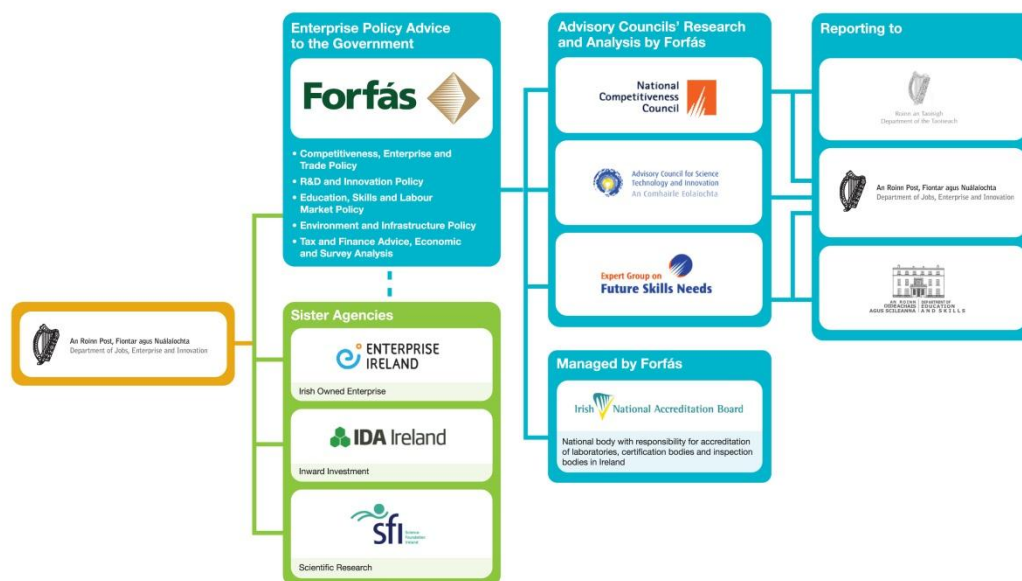 An Roinn Post, Fiontar agus Nuálaíochta
Department of Jobs, Enterprise and Innovation
Enterprise Policy Advice
to the Government
Forfás
• Competitiveness, Enterprise and
Trade Policy
• R&D and Innovation Policy
• Education, Skills and Labour
Market Policy
• Environment and Infrastructure Policy
• Tax and Finance Advice, Economic
and Survey Analysis
Sister Agencies
ENTERPRISE
IRELAND
Irish Owned Enterprise
IDA Ireland
Inward Investment
sfi
Science
Foundation
Ireland
Scientific Research
Advisory Councils' Research
and Analysis by Forfás
National
Competitiveness
Council
Advisory Council for Science
Technology and Innovation
An Comhairle Eolaíochta
Expert Group on
Future Skills Needs
Managed by Forfás
Irish National Accreditation Board
National body with responsibility for accreditation
of laboratories, certification bodies and inspection
bodies in Ireland
Reporting to
Roinn an Taoisigh
Department of the Taoiseach
An Roinn Post, Fiontar agus Nuálaíochta
Department of Jobs, Enterprise and Innovation
AN ROINN DEPARTMENT OF
OIDEACHAIS EDUCATION
AGUS SCILEANNA AND SKILLS